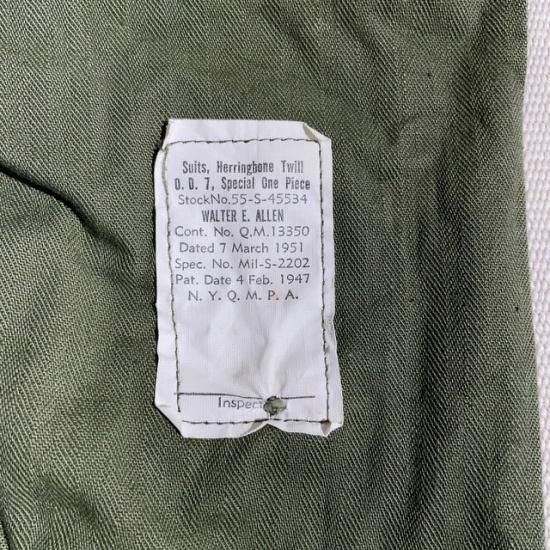 Suits, Herringbone Twill
O. D. 7, Special One Piece
StockNo.55-S-45534
WALTER E. ALLEN
Cont. No. Q.M.13350
Dated 7 March 1951
Spec. No. Mil-S-2202
Pat. Date 4 Feb. 1947
N. Y. Q. M. P. A.